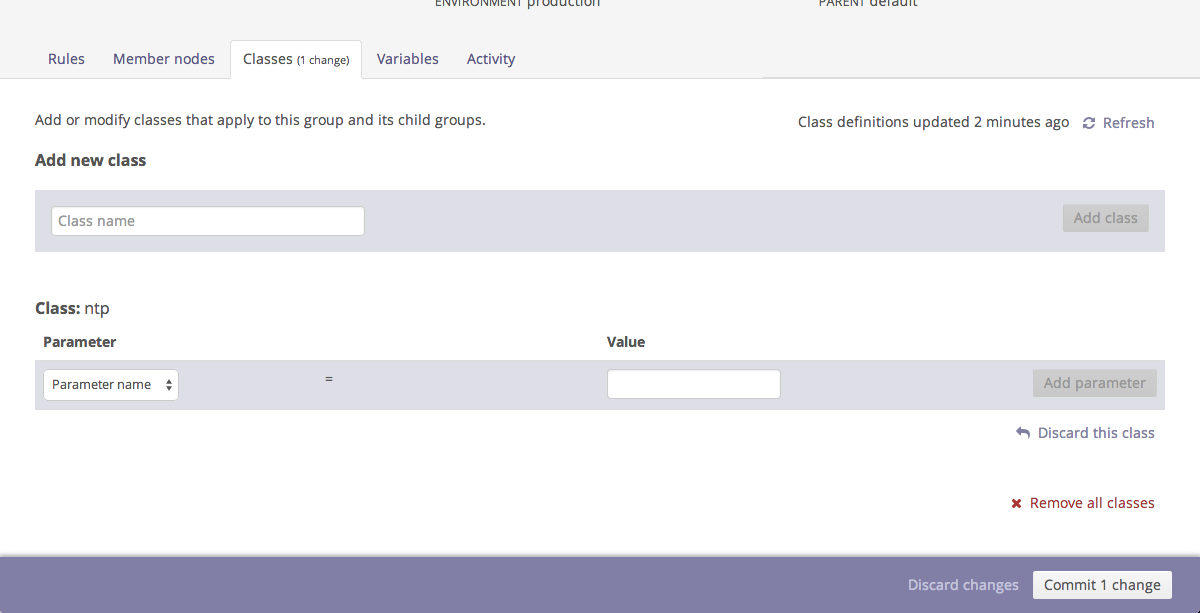 ENVIRONMENT production PARENT default
Rules Member nodes Classes (1 change) Variables Activity
Add or modify classes that apply to this group and its child groups. Class definitions updated 2 minutes ago Refresh
Add new class
Class name Add class
Class: ntp
Parameter Value
Parameter name = Add parameter
Discard this class
Remove all classes
Discard changes Commit 1 change